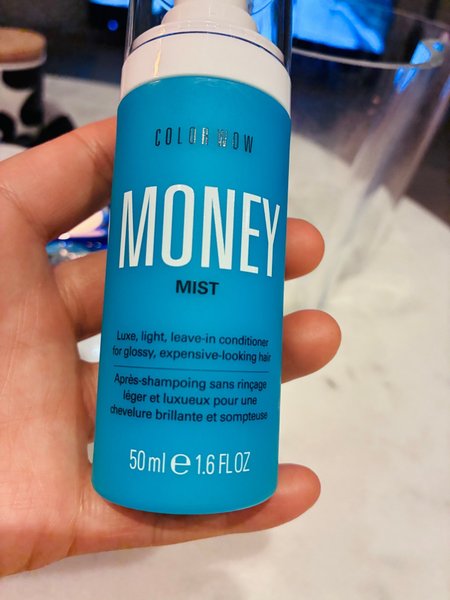 COLOR WOW
MONEY
MIST
Luxe, light, leave-in conditioner
for glossy, expensive-looking hair
Après-shampoing sans rinçage
léger et luxueux pour une
chevelure brillante et somptueuse
50 ml e 1.6 FL OZ